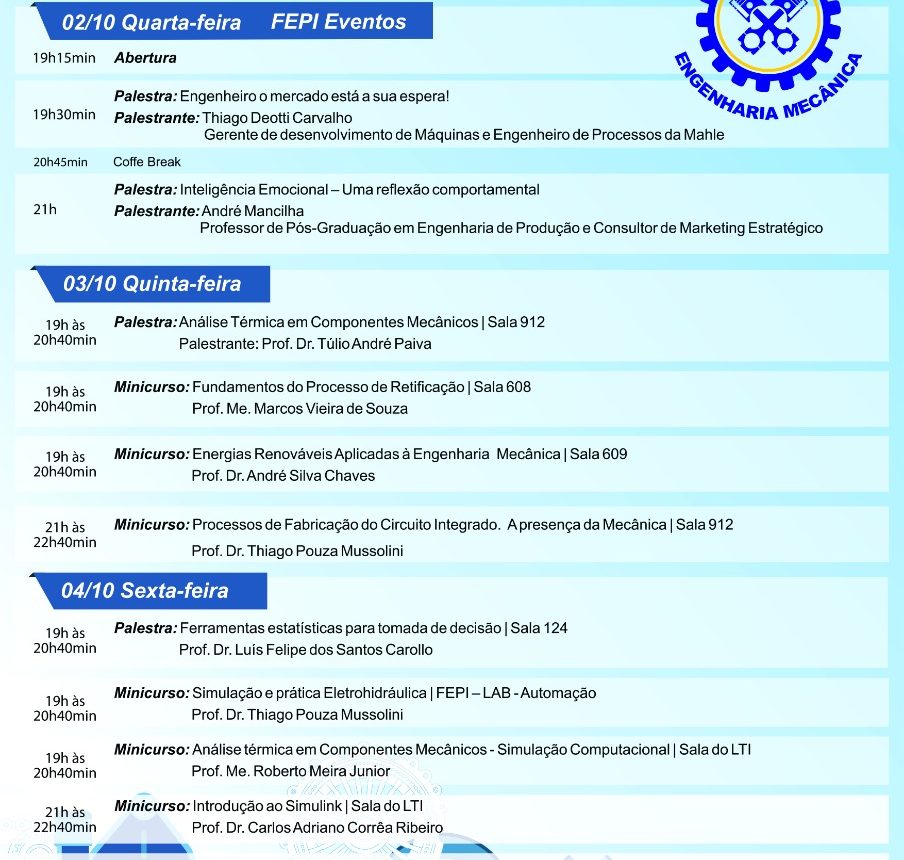 02/10 Quarta-feira FEPI Eventos
ENGENHARIA MECÂNICA
19h15min Abertura
19h30min
Palestra: Engenheiro o mercado está a sua espera!
Palestrante: Thiago Deotti Carvalho
Gerente de desenvolvimento de Máquinas e Engenheiro de Processos da Mahle
20h45min Coffe Break
21h
Palestra: Inteligência Emocional – Uma reflexão comportamental
Palestrante: André Mancilha
Professor de Pós-Graduação em Engenharia de Produção e Consultor de Marketing Estratégico
03/10 Quinta-feira
19h às
20h40min
Palestra: Análise Térmica em Componentes Mecânicos | Sala 912
Palestrante: Prof. Dr. Túlio André Paiva
19h às
20h40min
Minicurso: Fundamentos do Processo de Retificação | Sala 608
Prof. Me. Marcos Vieira de Souza
19h às
20h40min
Minicurso: Energias Renováveis Aplicadas à Engenharia Mecânica | Sala 609
Prof. Dr. André Silva Chaves
21h às
22h40min
Minicurso: Processos de Fabricação do Circuito Integrado. A presença da Mecânica | Sala 912
Prof. Dr. Thiago Pouza Mussolini
04/10 Sexta-feira
19h às
20h40min
Palestra: Ferramentas estatísticas para tomada de decisão | Sala 124
Prof. Dr. Luís Felipe dos Santos Carollo
19h às
20h40min
Minicurso: Simulação e prática Eletrohidráulica | FEPI – LAB - Automação
Prof. Dr. Thiago Pouza Mussolini
19h às
20h40min
Minicurso: Análise térmica em Componentes Mecânicos - Simulação Computacional | Sala do LTI
Prof. Me. Roberto Meira Junior
21h às
22h40min
Minicurso: Introdução ao Simulink | Sala do LTI
Prof. Dr. Carlos Adriano Corrêa Ribeiro